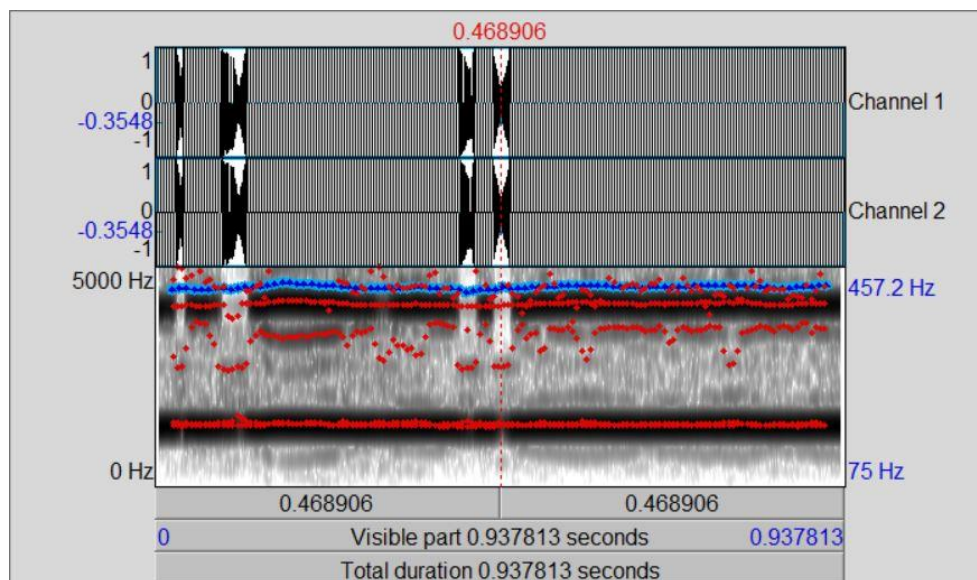 0.468906
1
0
-0.3548
-1
Channel 1
1
0
-0.3548
-1
Channel 2
5000 Hz
457.2 Hz
0 Hz
75 Hz
0.468906 0.468906
0 Visible part 0.937813 seconds 0.937813
Total duration 0.937813 seconds